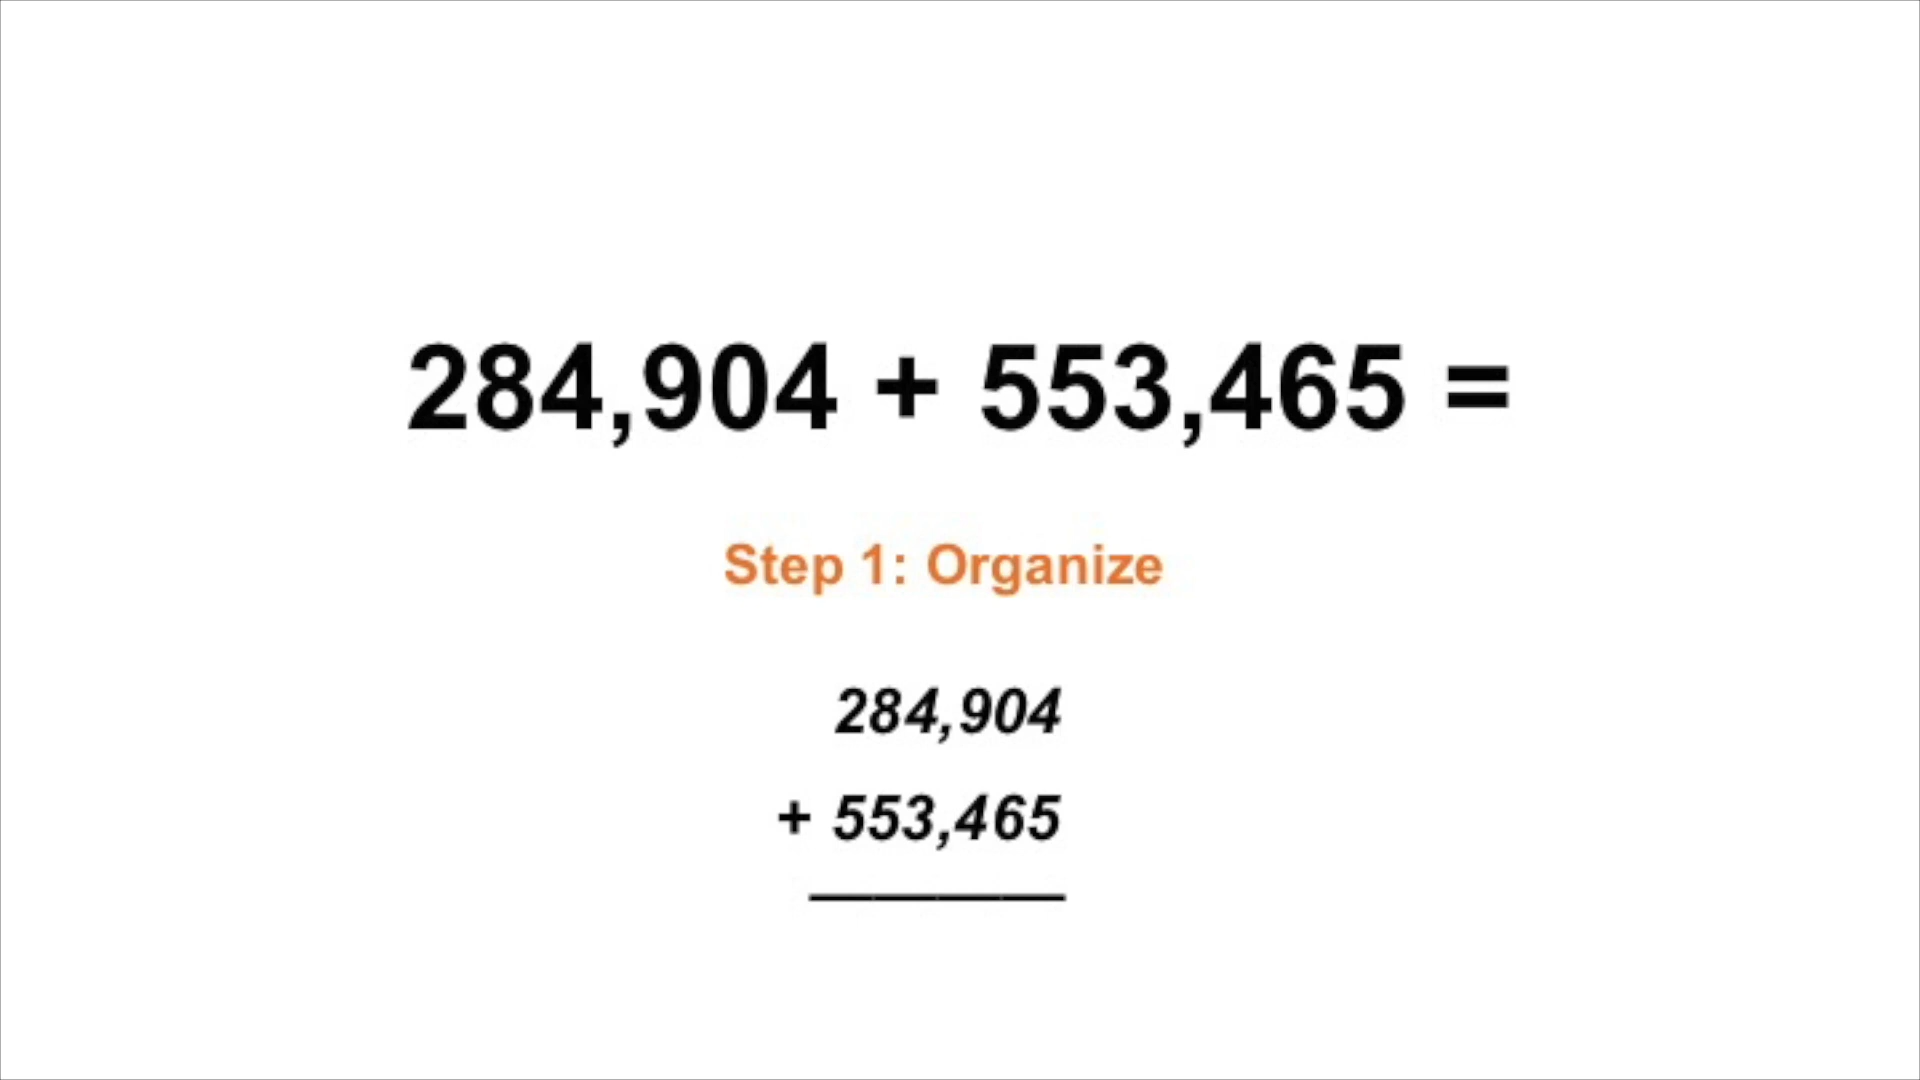 284,904 + 553,465 =
Step 1: Organize
284,904
+ 553,465